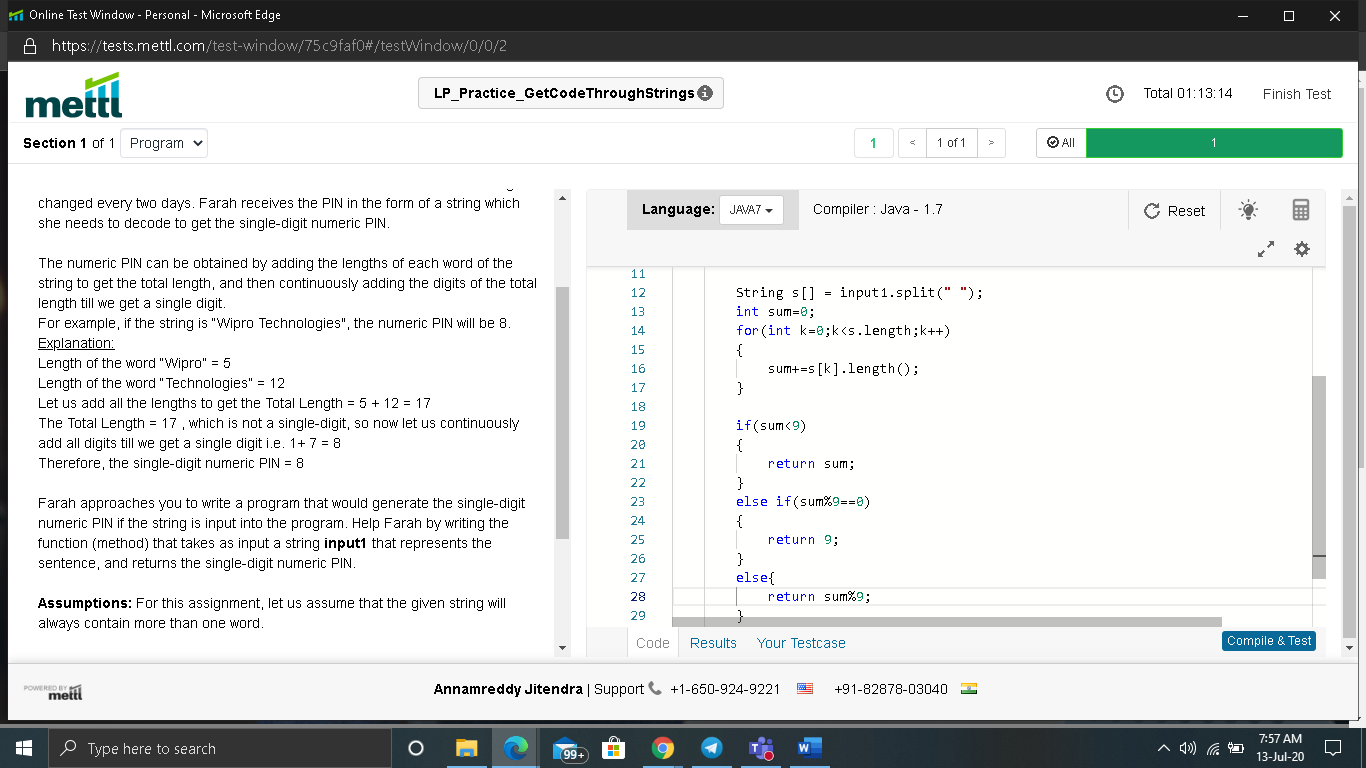 Online Test Window - Personal - Microsoft Edge
https://tests.mettl.com/test-window/75c9faf0#/testWindow/0/0/2
mettl
LP_Practice_GetCodeThroughStrings
Total 01:13:14
Finish Test
Section 1 of 1 Program
1 < 1 of 1 > All 1
changed every two days. Farah receives the PIN in the form of a string which
she needs to decode to get the single-digit numeric PIN.
The numeric PIN can be obtained by adding the lengths of each word of the
string to get the total length, and then continuously adding the digits of the total
length till we get a single digit.
For example, if the string is "Wipro Technologies", the numeric PIN will be 8.
Explanation:
Length of the word "Wipro" = 5
Length of the word "Technologies" = 12
Let us add all the lengths to get the Total Length = 5 + 12 = 17
The Total Length = 17 , which is not a single-digit, so now let us continuously
add all digits till we get a single digit i.e. 1+ 7 = 8
Therefore, the single-digit numeric PIN = 8
Farah approaches you to write a program that would generate the single-digit
numeric PIN if the string is input into the program. Help Farah by writing the
function (method) that takes as input a string input1 that represents the
sentence, and returns the single-digit numeric PIN.
Assumptions: For this assignment, let us assume that the given string will
always contain more than one word.
Language: JAVA7 Compiler : Java - 1.7 Reset
11
12 String s[] = input1.split(" ");
13 int sum=0;
14 for(int k=0;k<s.length;k++)
15 {
16 sum+=s[k].length();
17 }
18
19 if(sum<9)
20 {
21 return sum;
22 }
23 else if(sum%9==0)
24 {
25 return 9;
26 }
27 else{
28 return sum%9;
29 }
Code Results Your Testcase Compile & Test
POWERED BY mettl
Annamreddy Jitendra | Support +1-650-924-9221 +91-82878-03040
Type here to search
99+
7:57 AM
13-Jul-20